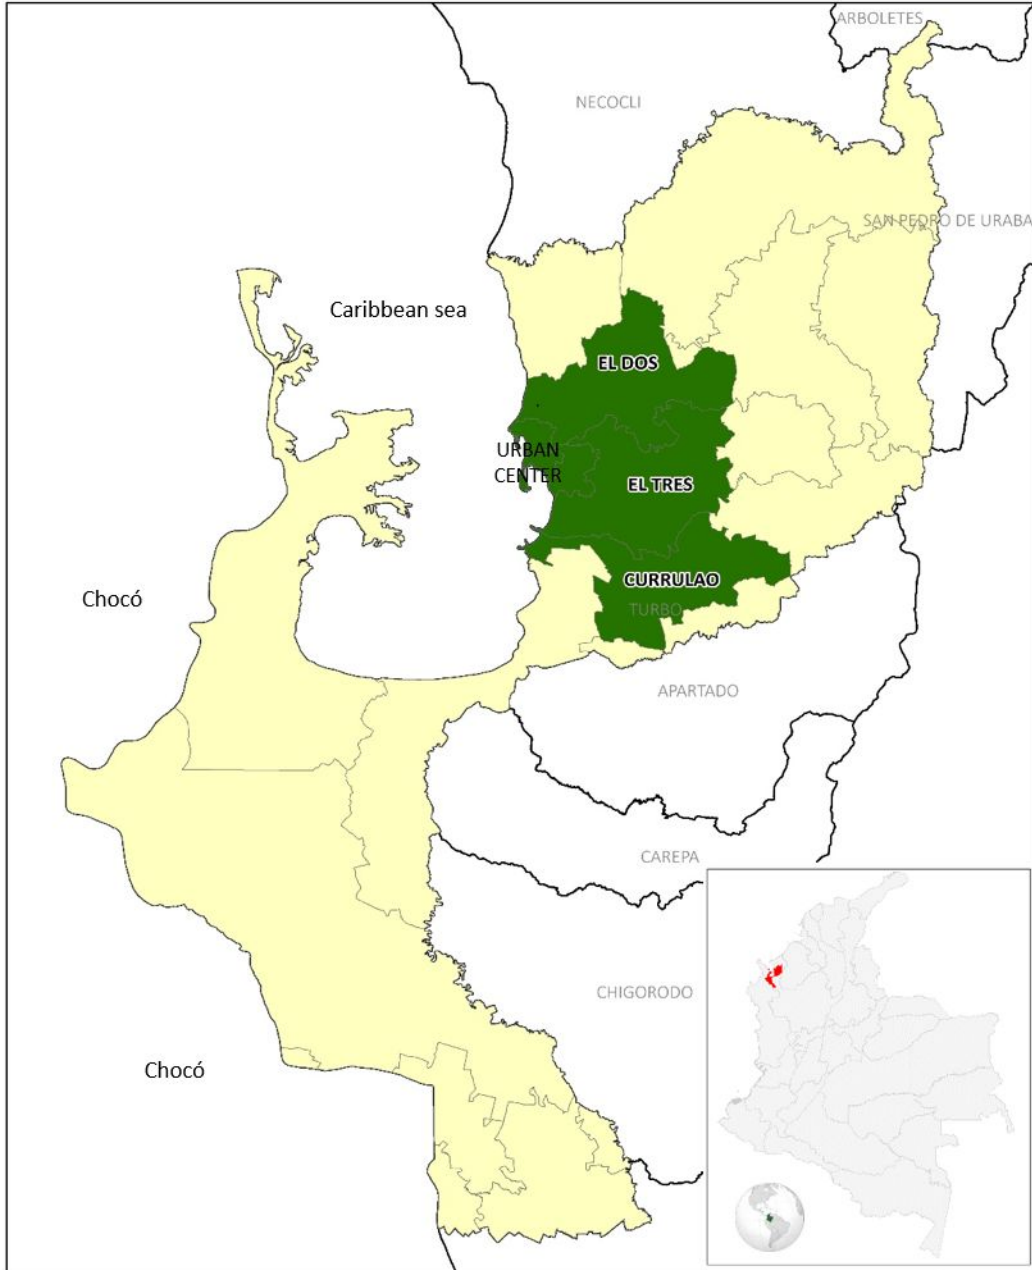 ARBOLETES
NECOCLI
SAN PEDRO DE URABA
Caribbean sea
EL DOS
URBAN
CENTER
EL TRES
CURRULAO
Chocó
TURBO
APARTADO
CAREPA
CHIGORODO
Chocó